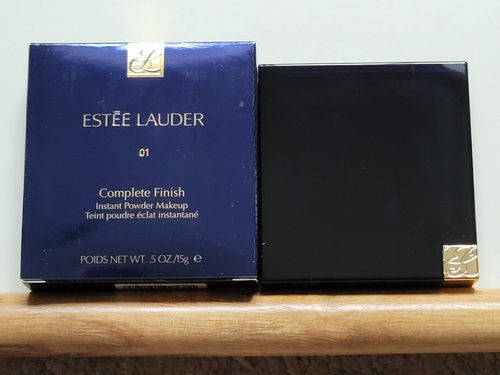 ESTĒE LAUDER
01
Complete Finish
Instant Powder Makeup
Teint poudre éclat instantané
POIDS NET WT. .5 OZ./15g ℮